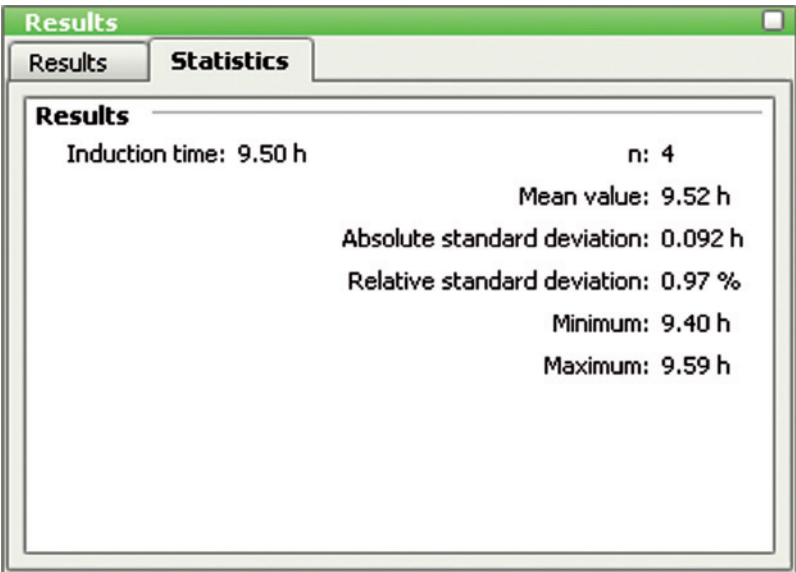 Results
Results Statistics
Results
Induction time: 9.50 h n: 4
Mean value: 9.52 h
Absolute standard deviation: 0.092 h
Relative standard deviation: 0.97 %
Minimum: 9.40 h
Maximum: 9.59 h